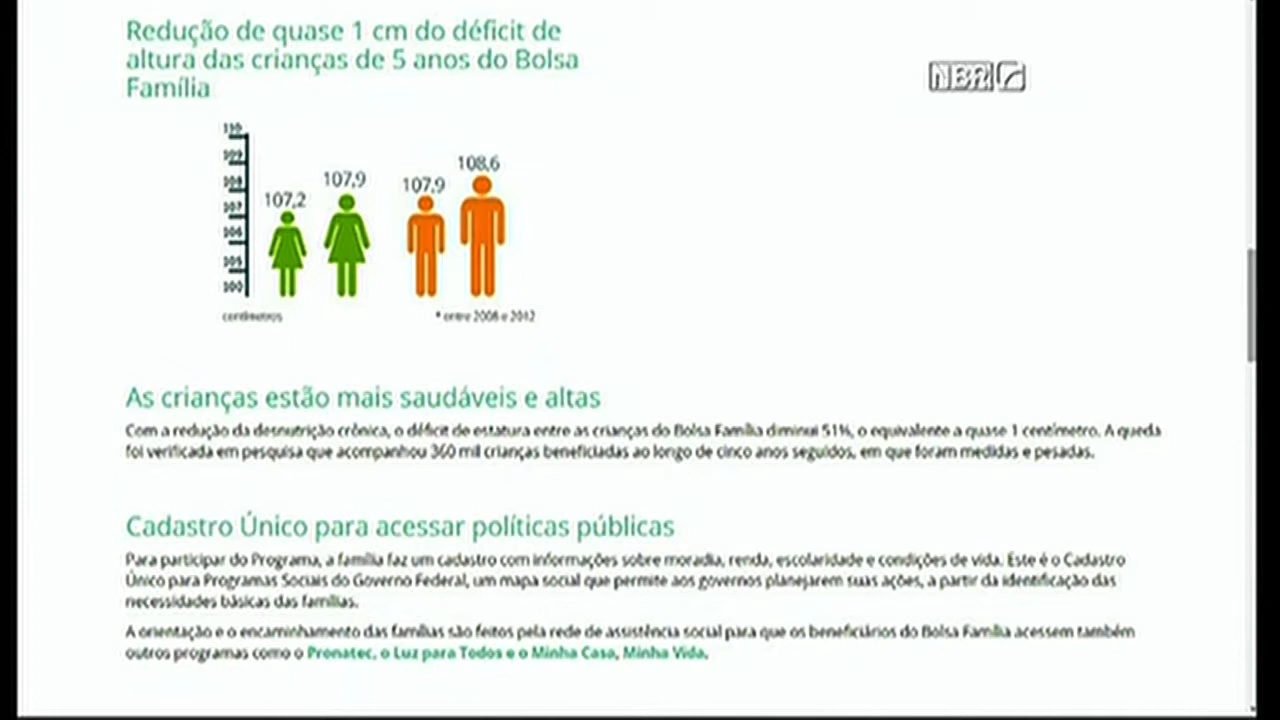 Redução de quase 1 cm do déficit de
altura das crianças de 5 anos do Bolsa
Família
NBR
110
109
108
107
106
105
100
107,2
107,9
107,9
108,6
centímetros
* entre 2008 e 2012
As crianças estão mais saudáveis e altas
Com a redução da desnutrição crônica, o déficit de estatura entre as crianças do Bolsa Família diminui 51%, o equivalente a quase 1 centímetro. A queda
foi verificada em pesquisa que acompanhou 360 mil crianças beneficiadas ao longo de cinco anos seguidos, em que foram medidas e pesadas.
Cadastro Único para acessar políticas públicas
Para participar do Programa, a família faz um cadastro com informações sobre moradia, renda, escolaridade e condições de vida. Este é o Cadastro
Único para Programas Sociais do Governo Federal, um mapa social que permite aos governos planejarem suas ações, a partir da identificação das
necessidades básicas das famílias.
A orientação e o encaminhamento das famílias são feitos pela rede de assistência social para que os beneficiários do Bolsa Família acessem também
outros programas como o Pronatec, o Luz para Todos e o Minha Casa, Minha Vida.